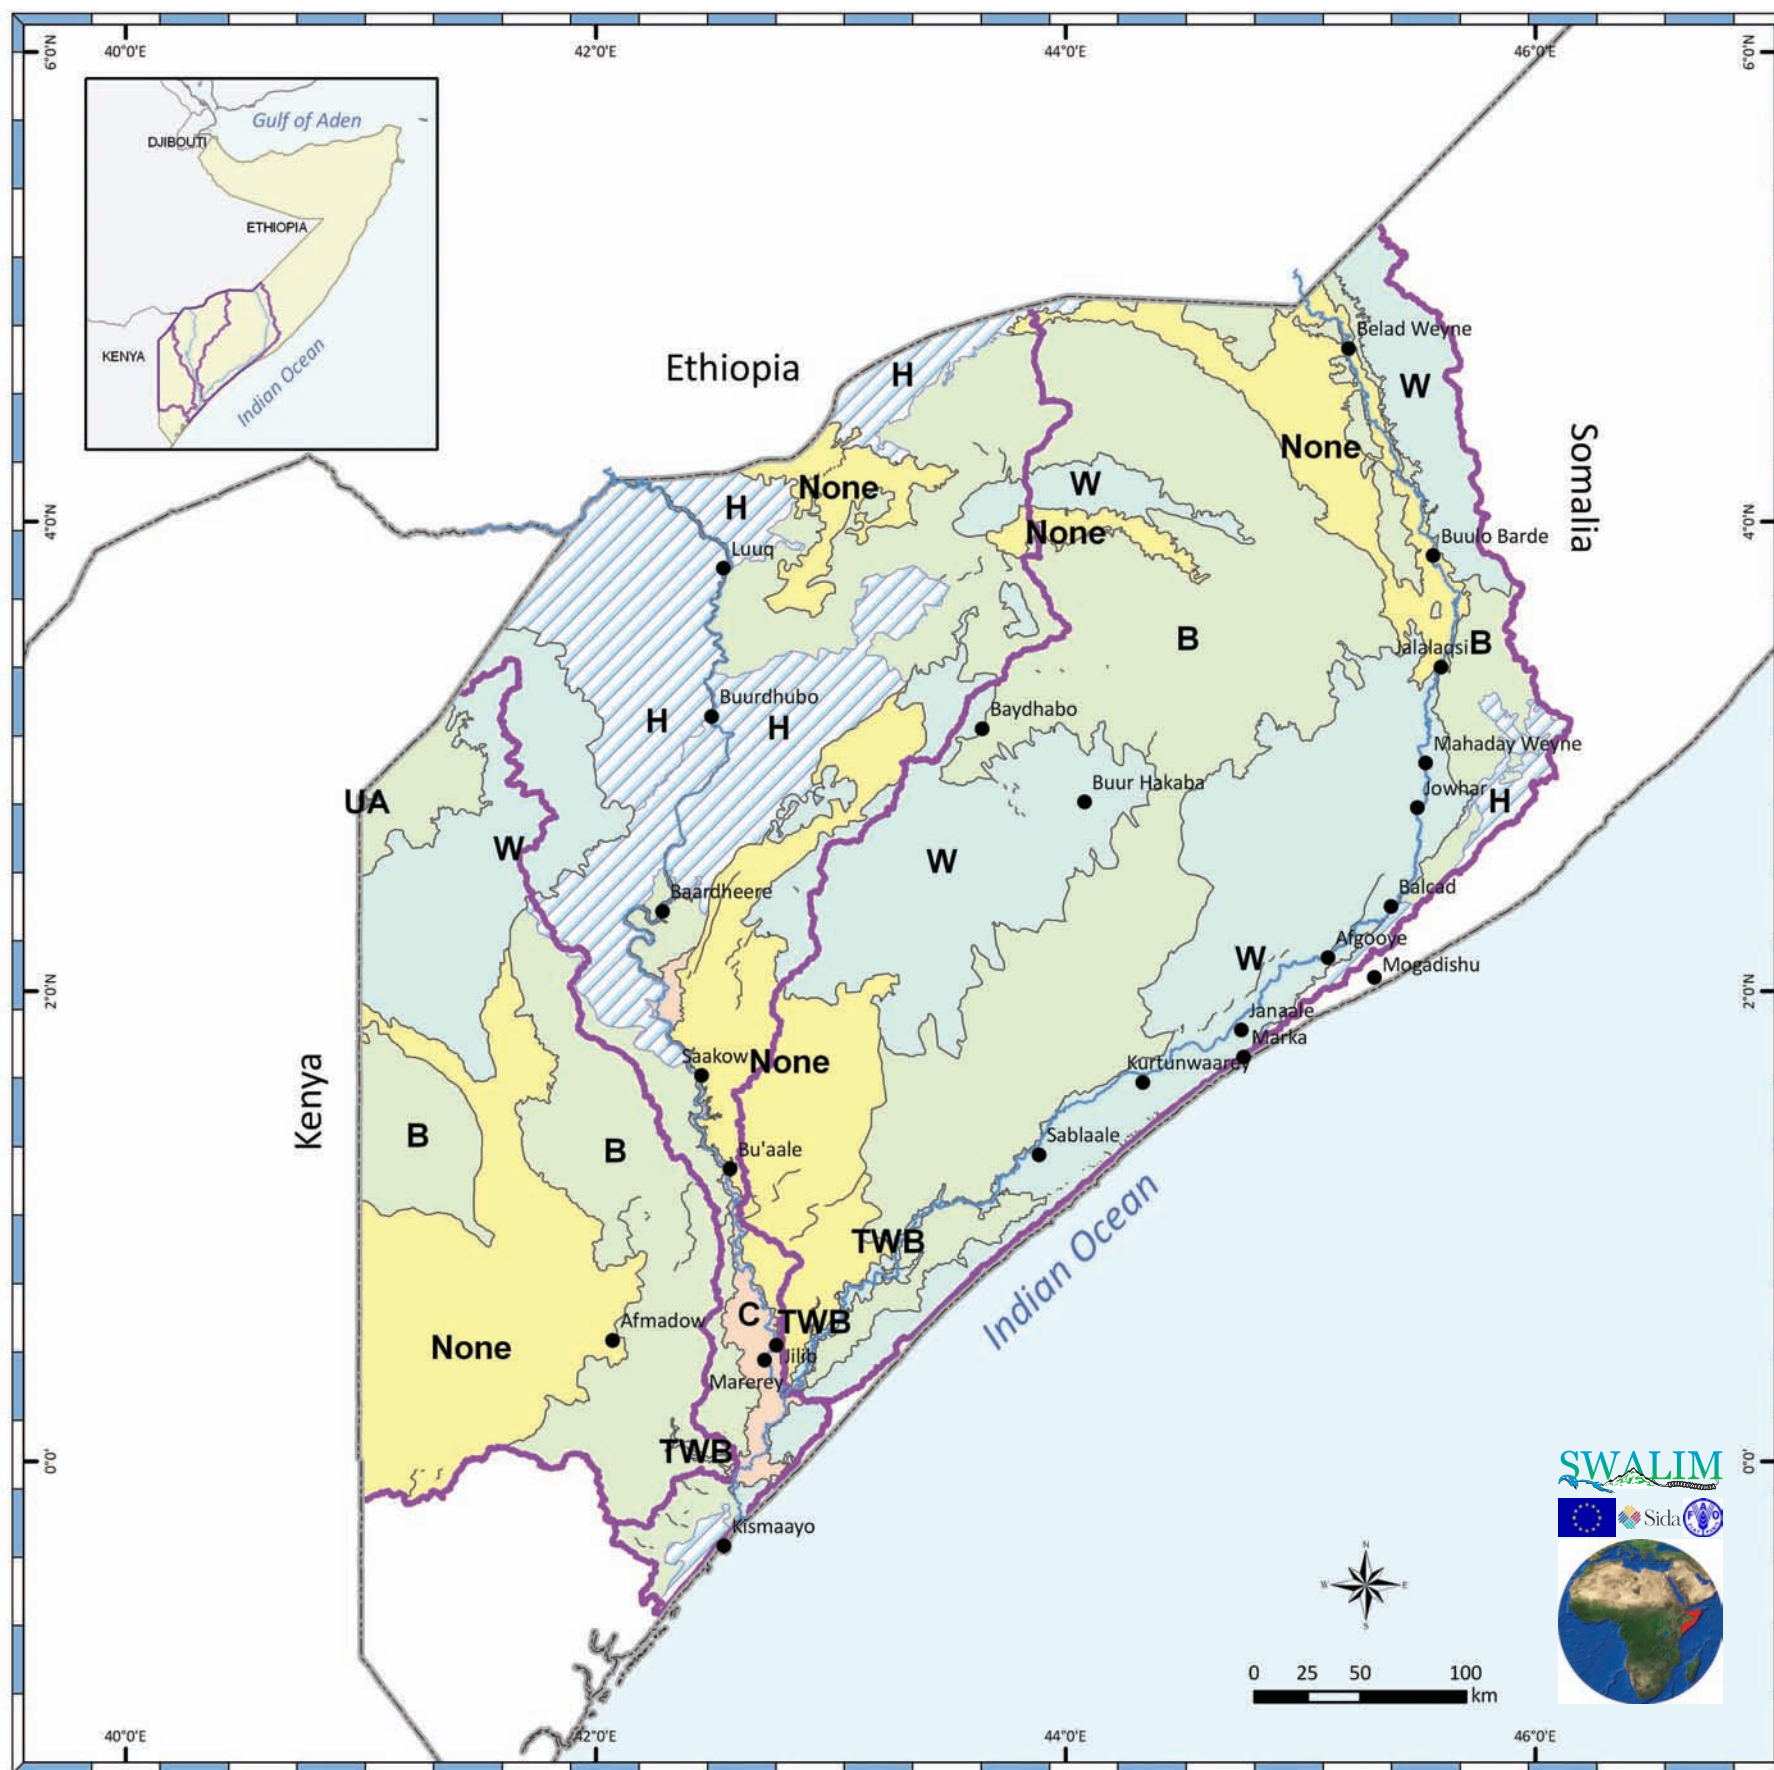 40°0'E
42°0'E
44°0'E
46°0'E
6°0'N
6°0'N
Gulf of Aden
DJIBOUTI
ETHIOPIA
KENYA
Indian Ocean
Ethiopia
Belad Weyne
H
W
Somalia
None
None
W
H
4°0'N
4°0'N
None
Buulo Barde
Luuq
B
B
Jalalaqsi
Buurdhubo
Baydhabo
H
H
Mahaday Weyne
Buur Hakaba
Jowhar
UA
H
W
W
Baardheere
Balcad
Afgooye
W
Mogadishu
2°0'N
2°0'N
Janaale
Marka
Saakow
None
Kurtunwaarey
Kenya
B
B
Bu'aale
Sablaale
TWB
Indian Ocean
C
TWB
Afmadow
None
Jilib
Marerey
TWB
0°0'
0°0'
SWALIM
Sida
F A O
Kismaayo
N
W
E
S
0 25 50 100
km
40°0'E
42°0'E
44°0'E
46°0'E